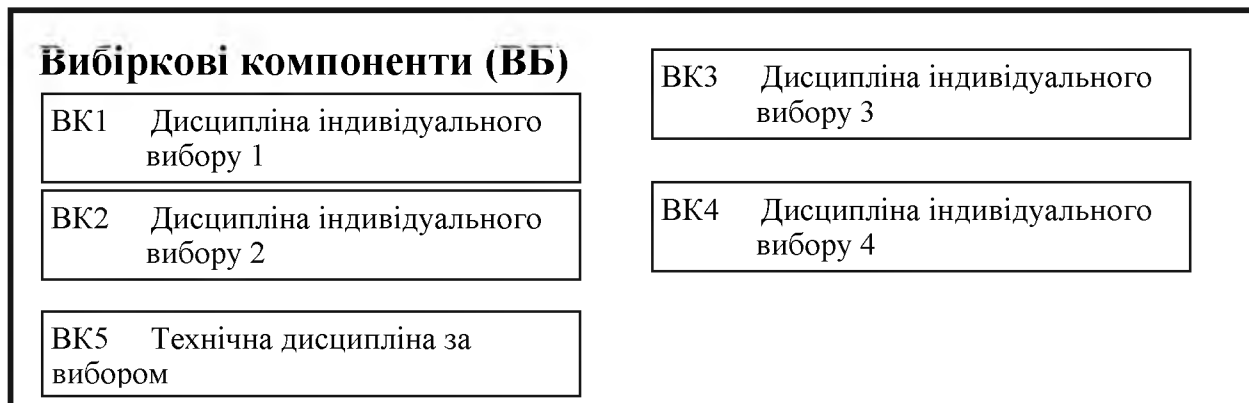 Вибіркові компоненти (ВБ)
ВК1 Дисципліна індивідуального
вибору 1
ВК2 Дисципліна індивідуального
вибору 2
ВК5 Технічна дисципліна за
вибором
ВК3 Дисципліна індивідуального
вибору 3
ВК4 Дисципліна індивідуального
вибору 4